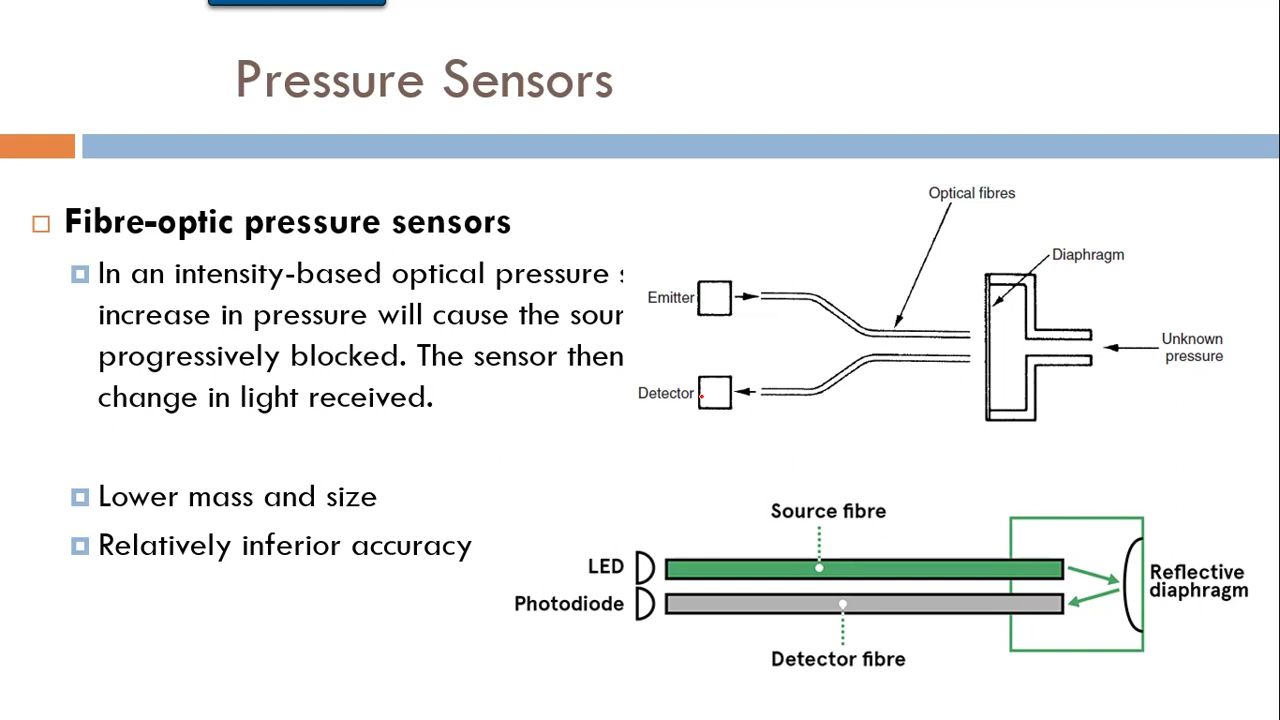 Pressure Sensors
Fibre-optic pressure sensors
In an intensity-based optical pressure
increase in pressure will cause the sour
progressively blocked. The sensor then
change in light received.
Lower mass and size
Relatively inferior accuracy
Optical fibres
Diaphragm
Emitter
Unknown
pressure
Detector
Source fibre
LED
Photodiode
Reflective
diaphragm
Detector fibre